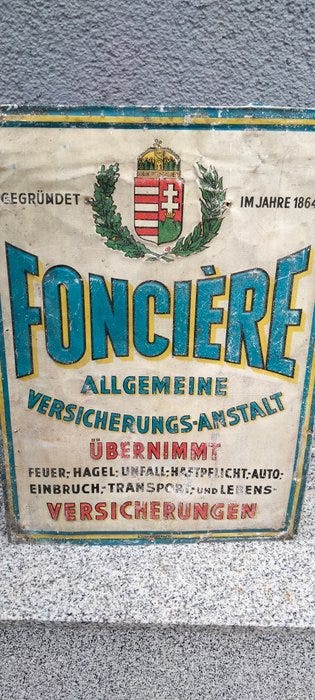 GEGRÜNDET IM JAHRE 1864
FONCIÈRE
ALLGEMEINE
VERSICHERUNGS-ANSTALT
ÜBERNIMMT
FEUER-, HAGEL-, UNFALL-, HAFTPFLICHT-, AUTO-,
EINBRUCH-, TRANSPORT-, UND LEBENS-
VERSICHERUNGEN